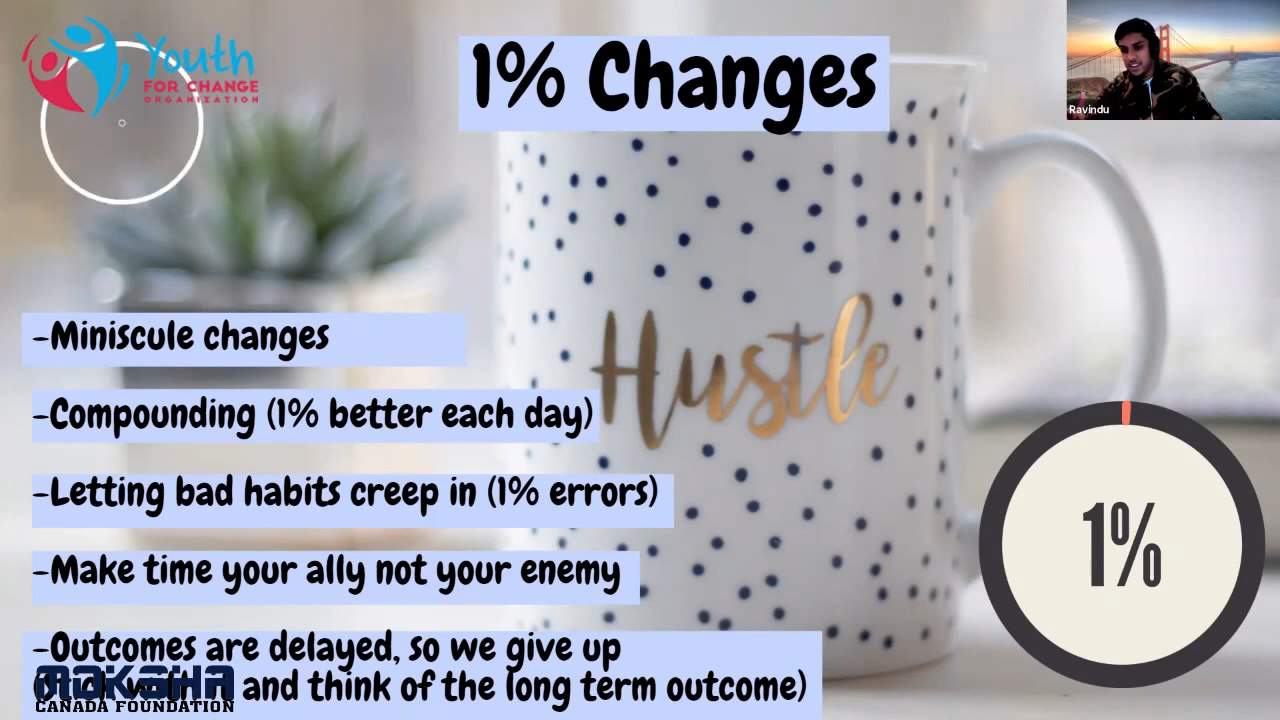 Youth
FOR CHANGE
ORGANIZATION
1% Changes
Ravindu
Hustle
-Miniscule changes
-Compounding (1% better each day)
-Letting bad habits creep in (1% errors)
-Make time your ally not your enemy
-Outcomes are delayed, so we give up
and think of the long term outcome)
1%
MOKSHA
CANADA FOUNDATION